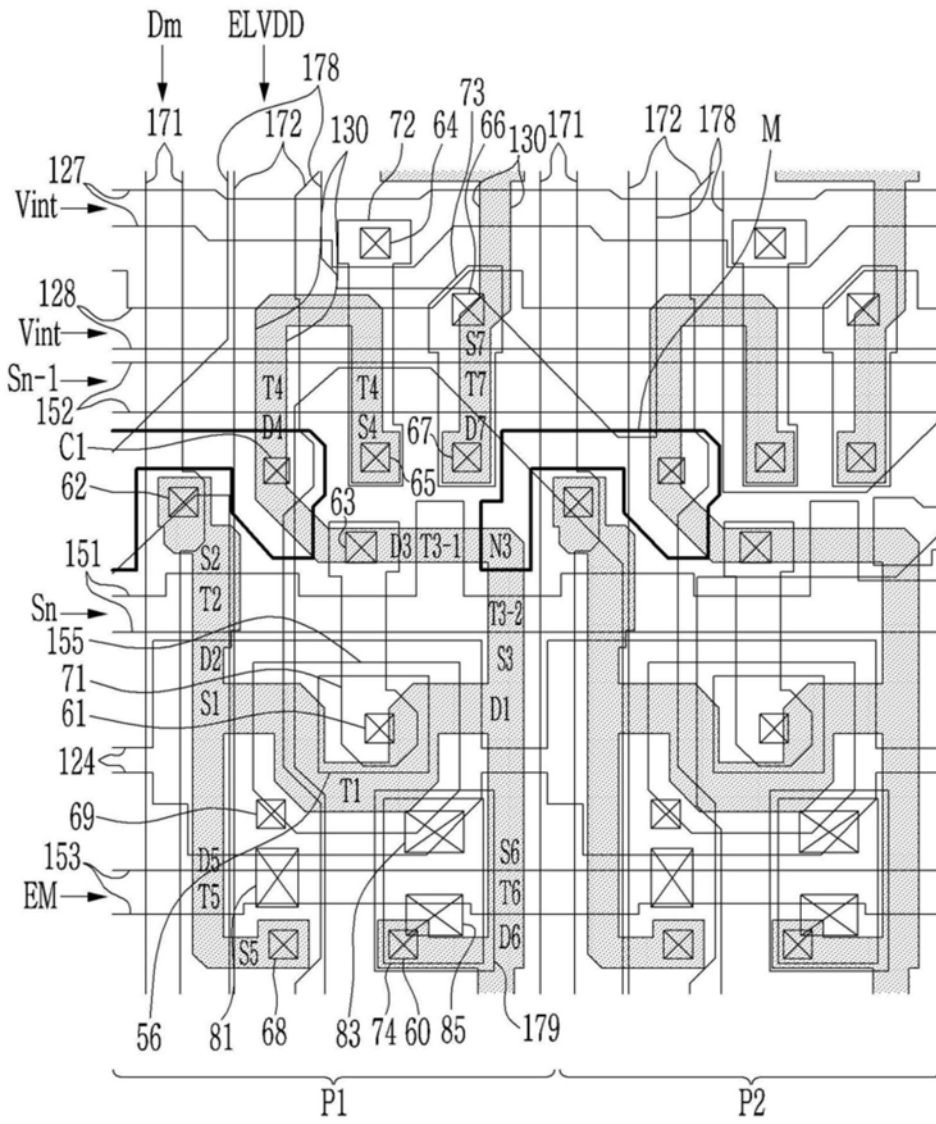 Dm ELVDD
178
73
171 172 130 72 64 66 130 171 172 178 M
127
Vint
128
Vint
S7
Sn-1
T4 T4 T7
152
D4 S4 D7
C1
67
62
65
63
S2 D3 T3-1 N3
151
T2 T3-2
Sn
155
D2 S3
71
S1 D1
61
124
T1
69
D5 S6
153
T5 T6
EM
S5 D6
56 81 68 83 74 60 85 179
P1 P2